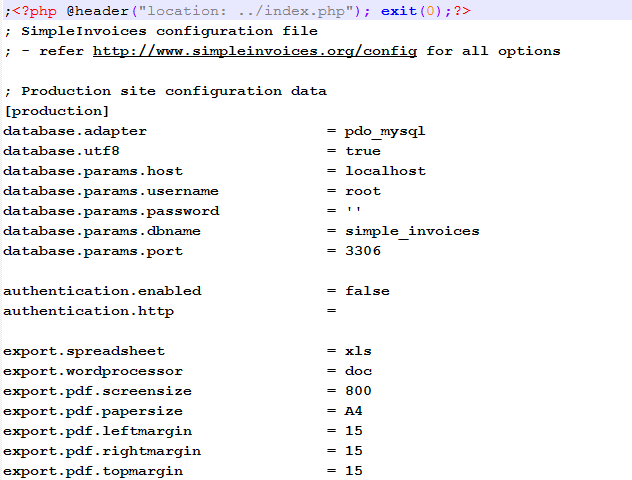 ;<?php @header("location: ../index.php"); exit(0);?>
; SimpleInvoices configuration file
; - refer http://www.simpleinvoices.org/config for all options
; Production site configuration data
[production]
database.adapter = pdo_mysql
database.utf8 = true
database.params.host = localhost
database.params.username = root
database.params.password = ''
database.params.dbname = simple_invoices
database.params.port = 3306
authentication.enabled = false
authentication.http =
export.spreadsheet = xls
export.wordprocessor = doc
export.pdf.screensize = 800
export.pdf.papersize = A4
export.pdf.leftmargin = 15
export.pdf.rightmargin = 15
export.pdf.topmargin = 15